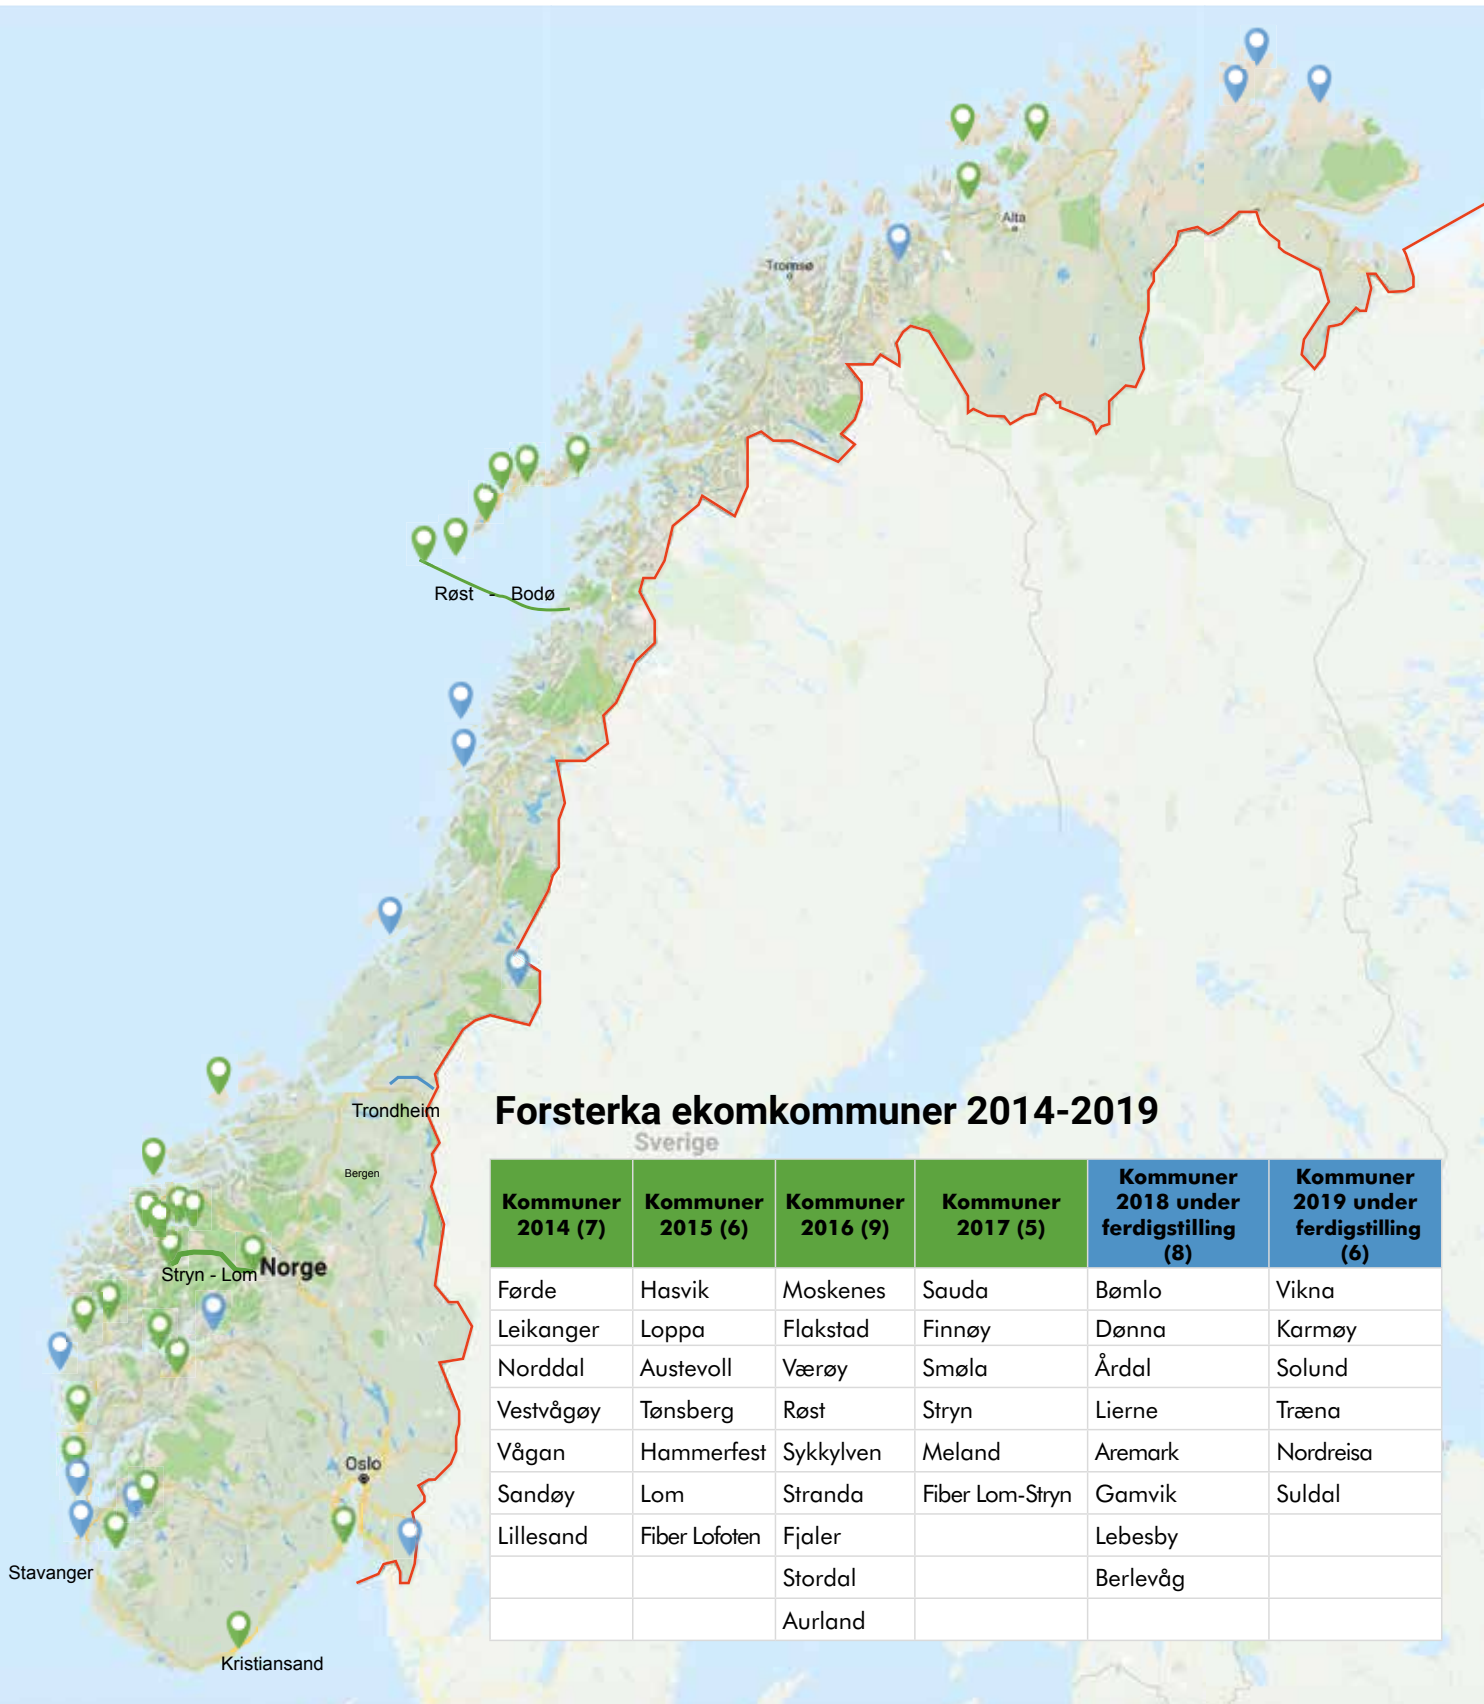 Alta
Tromsø
Røst - Bodø
Trondheim
Bergen
Forsterka ekomkommuner 2014-2019
Sverige
Stryn - Lom
Norge
Oslo
Stavanger
Kristiansand
Kommuner 2014 (7) Kommuner 2015 (6) Kommuner 2016 (9) Kommuner 2017 (5) Kommuner 2018 under ferdigstilling (8) Kommuner 2019 under ferdigstilling (6)
Førde Hasvik Moskenes Sauda Bømlo Vikna
Leikanger Loppa Flakstad Finnøy Dønna Karmøy
Norddal Austevoll Værøy Smøla Årdal Solund
Vestvågøy Tønsberg Røst Stryn Lierne Træna
Vågan Hammerfest Sykkylven Meland Aremark Nordreisa
Sandøy Lom Stranda Fiber Lom-Stryn Gamvik Suldal
Lillesand Fiber Lofoten Fjaler Lebesby
Stordal Berlevåg
Aurland